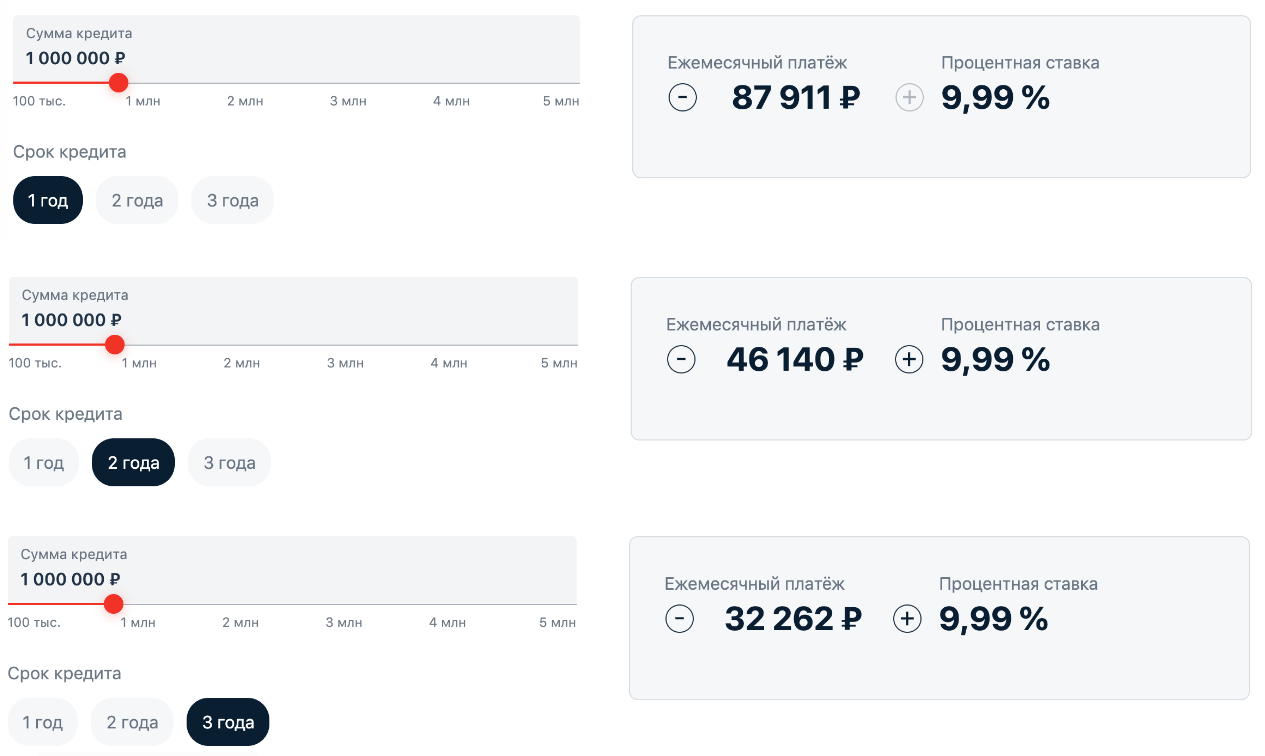 Сумма кредита
1 000 000 ₽
100 тыс. 1 млн 2 млн 3 млн 4 млн 5 млн
Срок кредита
1 год 2 года 3 года
Ежемесячный платёж Процентная ставка
− 87 911 ₽ + 9,99 %
Сумма кредита
1 000 000 ₽
100 тыс. 1 млн 2 млн 3 млн 4 млн 5 млн
Срок кредита
1 год 2 года 3 года
Ежемесячный платёж Процентная ставка
− 46 140 ₽ + 9,99 %
Сумма кредита
1 000 000 ₽
100 тыс. 1 млн 2 млн 3 млн 4 млн 5 млн
Срок кредита
1 год 2 года 3 года
Ежемесячный платёж Процентная ставка
− 32 262 ₽ + 9,99 %